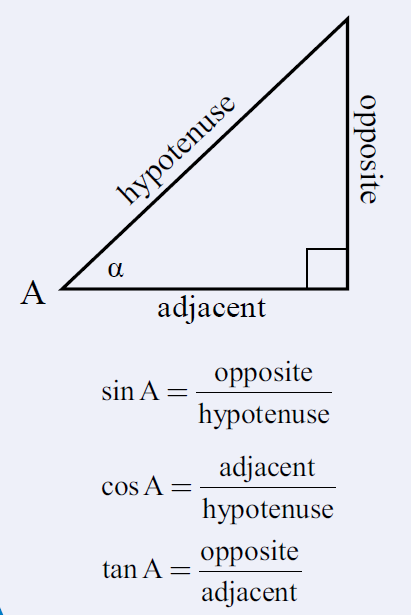 hypotenuse
opposite
α
A
adjacent
sin A = opposite / hypotenuse
cos A = adjacent / hypotenuse
tan A = opposite / adjacent